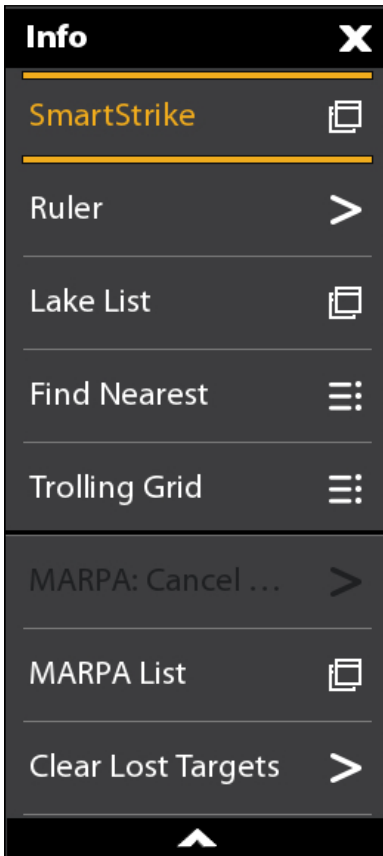 Info
SmartStrike
Ruler
Lake List
Find Nearest
Trolling Grid
MARPA: Cancel ...
MARPA List
Clear Lost Targets